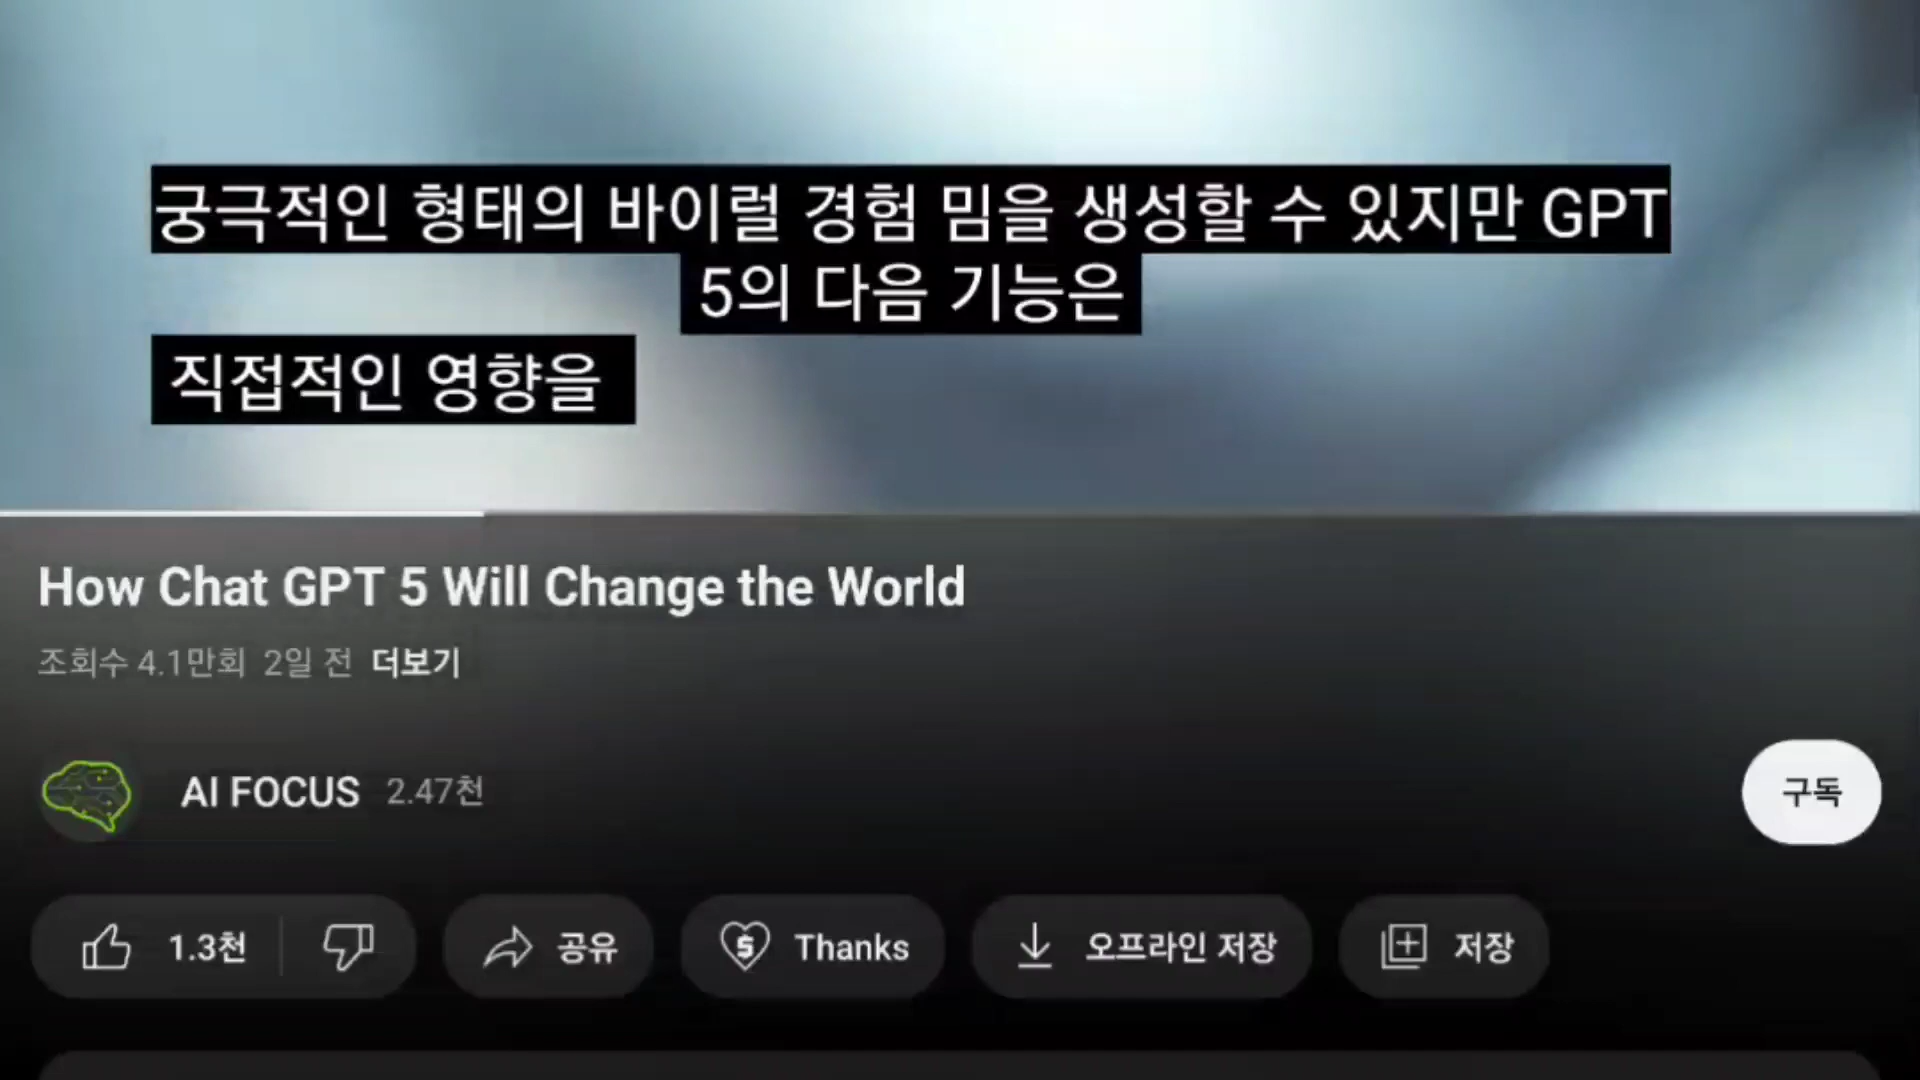 궁극적인 형태의 바이럴 경험 밈을 생성할 수 있지만 GPT
5의 다음 기능은
직접적인 영향을
How Chat GPT 5 Will Change the World
조회수 4.1만회 2일 전 더보기
AI FOCUS 2.47천
구독
1.3천 공유 Thanks 오프라인 저장 저장